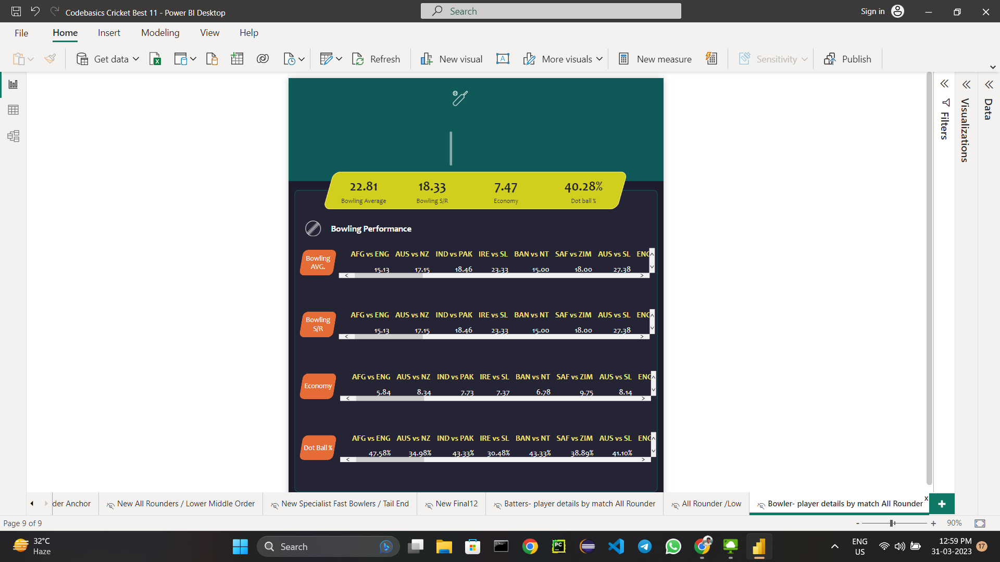 Codebasics Cricket Best 11 - Power BI Desktop
Search
Sign in
File Home Insert Modeling View Help
Get data Refresh New visual More visuals New measure Sensitivity Publish
Filters
Visualizations
Data
22.81 18.33 7.47 40.28%
Bowling Average Bowling S/R Economy Dot ball %
Bowling Performance
Bowling
AVG.
AFG vs ENG AUS vs NZ IND vs PAK IRE vs SL BAN vs NT SAF vs ZIM AUS vs SL ENG
15.13 17.15 18.46 23.33 15.00 18.00 27.38
Bowling
S/R
AFG vs ENG AUS vs NZ IND vs PAK IRE vs SL BAN vs NT SAF vs ZIM AUS vs SL ENG
15.13 17.15 18.46 23.33 15.00 18.00 27.38
Economy
AFG vs ENG AUS vs NZ IND vs PAK IRE vs SL BAN vs NT SAF vs ZIM AUS vs SL ENG
5.84 8.34 7.73 7.37 6.78 9.75 8.14
Dot Ball %
AFG vs ENG AUS vs NZ IND vs PAK IRE vs SL BAN vs NT SAF vs ZIM AUS vs SL ENG
47.58% 34.98% 43.33% 30.48% 43.33% 38.89% 41.10%
der Anchor New All Rounders / Lower Middle Order New Specialist Fast Bowlers / Tail End New Final12 Batters- player details by match All Rounder All Rounder /Low Bowler- player details by match All Rounder x +
Page 9 of 9
- + 90%
32°C
Haze
Search
PC
ENG
US
12:59 PM
31-03-2023
17